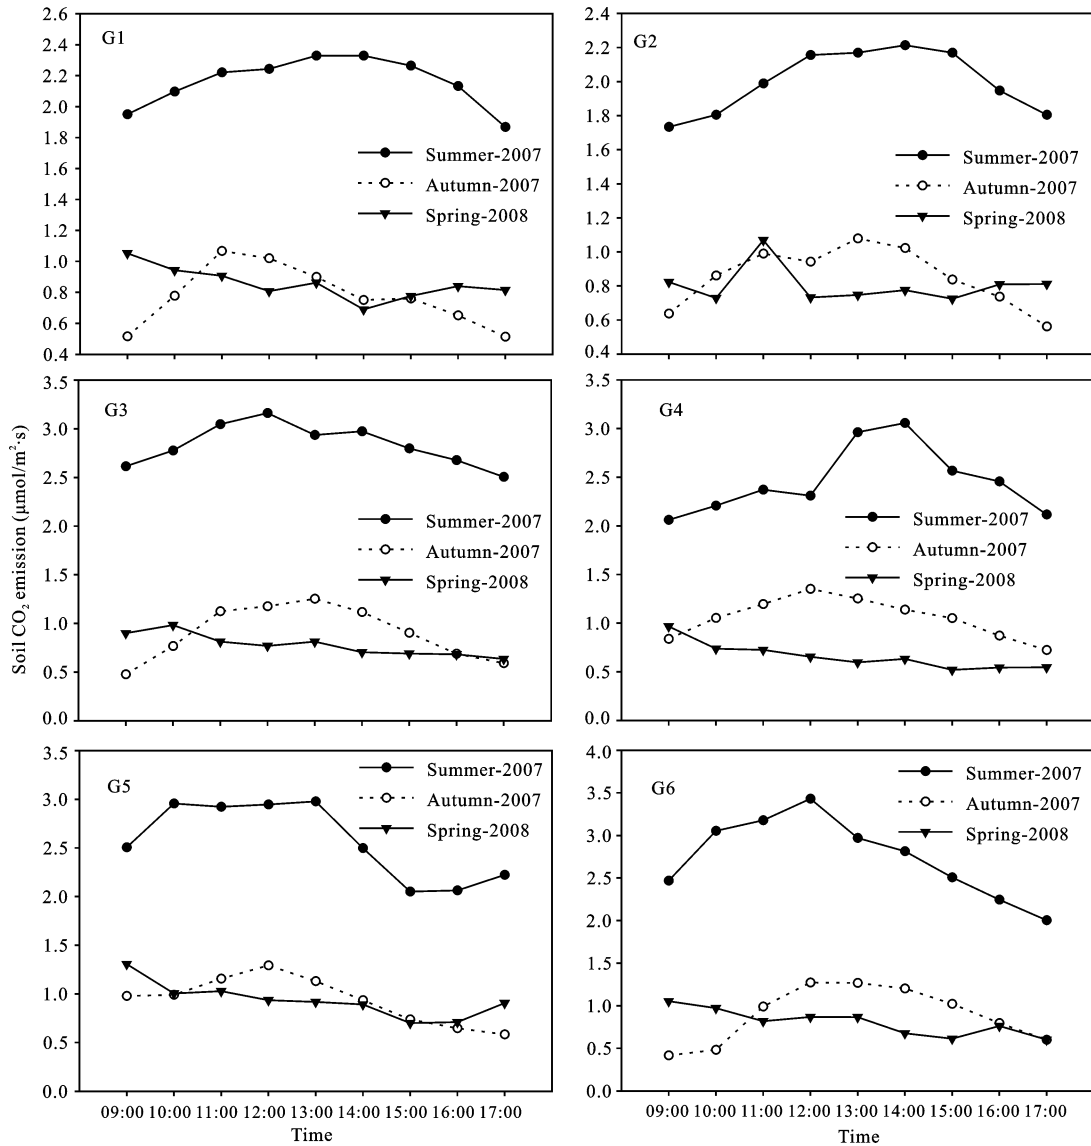 G1
2.6
2.4
2.2
2.0
1.8
1.6
1.4
1.2
1.0
0.8
0.6
0.4
Summer-2007
Autumn-2007
Spring-2008
G2
2.4
2.2
2.0
1.8
1.6
1.4
1.2
1.0
0.8
0.6
0.4
Summer-2007
Autumn-2007
Spring-2008
Soil CO₂ emission (μmol/m²·s)
G3
3.5
3.0
2.5
2.0
1.5
1.0
0.5
0.0
Summer-2007
Autumn-2007
Spring-2008
G4
3.5
3.0
2.5
2.0
1.5
1.0
0.5
0.0
Summer-2007
Autumn-2007
Spring-2008
G5
3.5
3.0
2.5
2.0
1.5
1.0
0.5
0.0
Summer-2007
Autumn-2007
Spring-2008
09:00 10:00 11:00 12:00 13:00 14:00 15:00 16:00 17:00
Time
G6
4.0
3.5
3.0
2.5
2.0
1.5
1.0
0.5
0.0
Summer-2007
Autumn-2007
Spring-2008
09:00 10:00 11:00 12:00 13:00 14:00 15:00 16:00 17:00
Time